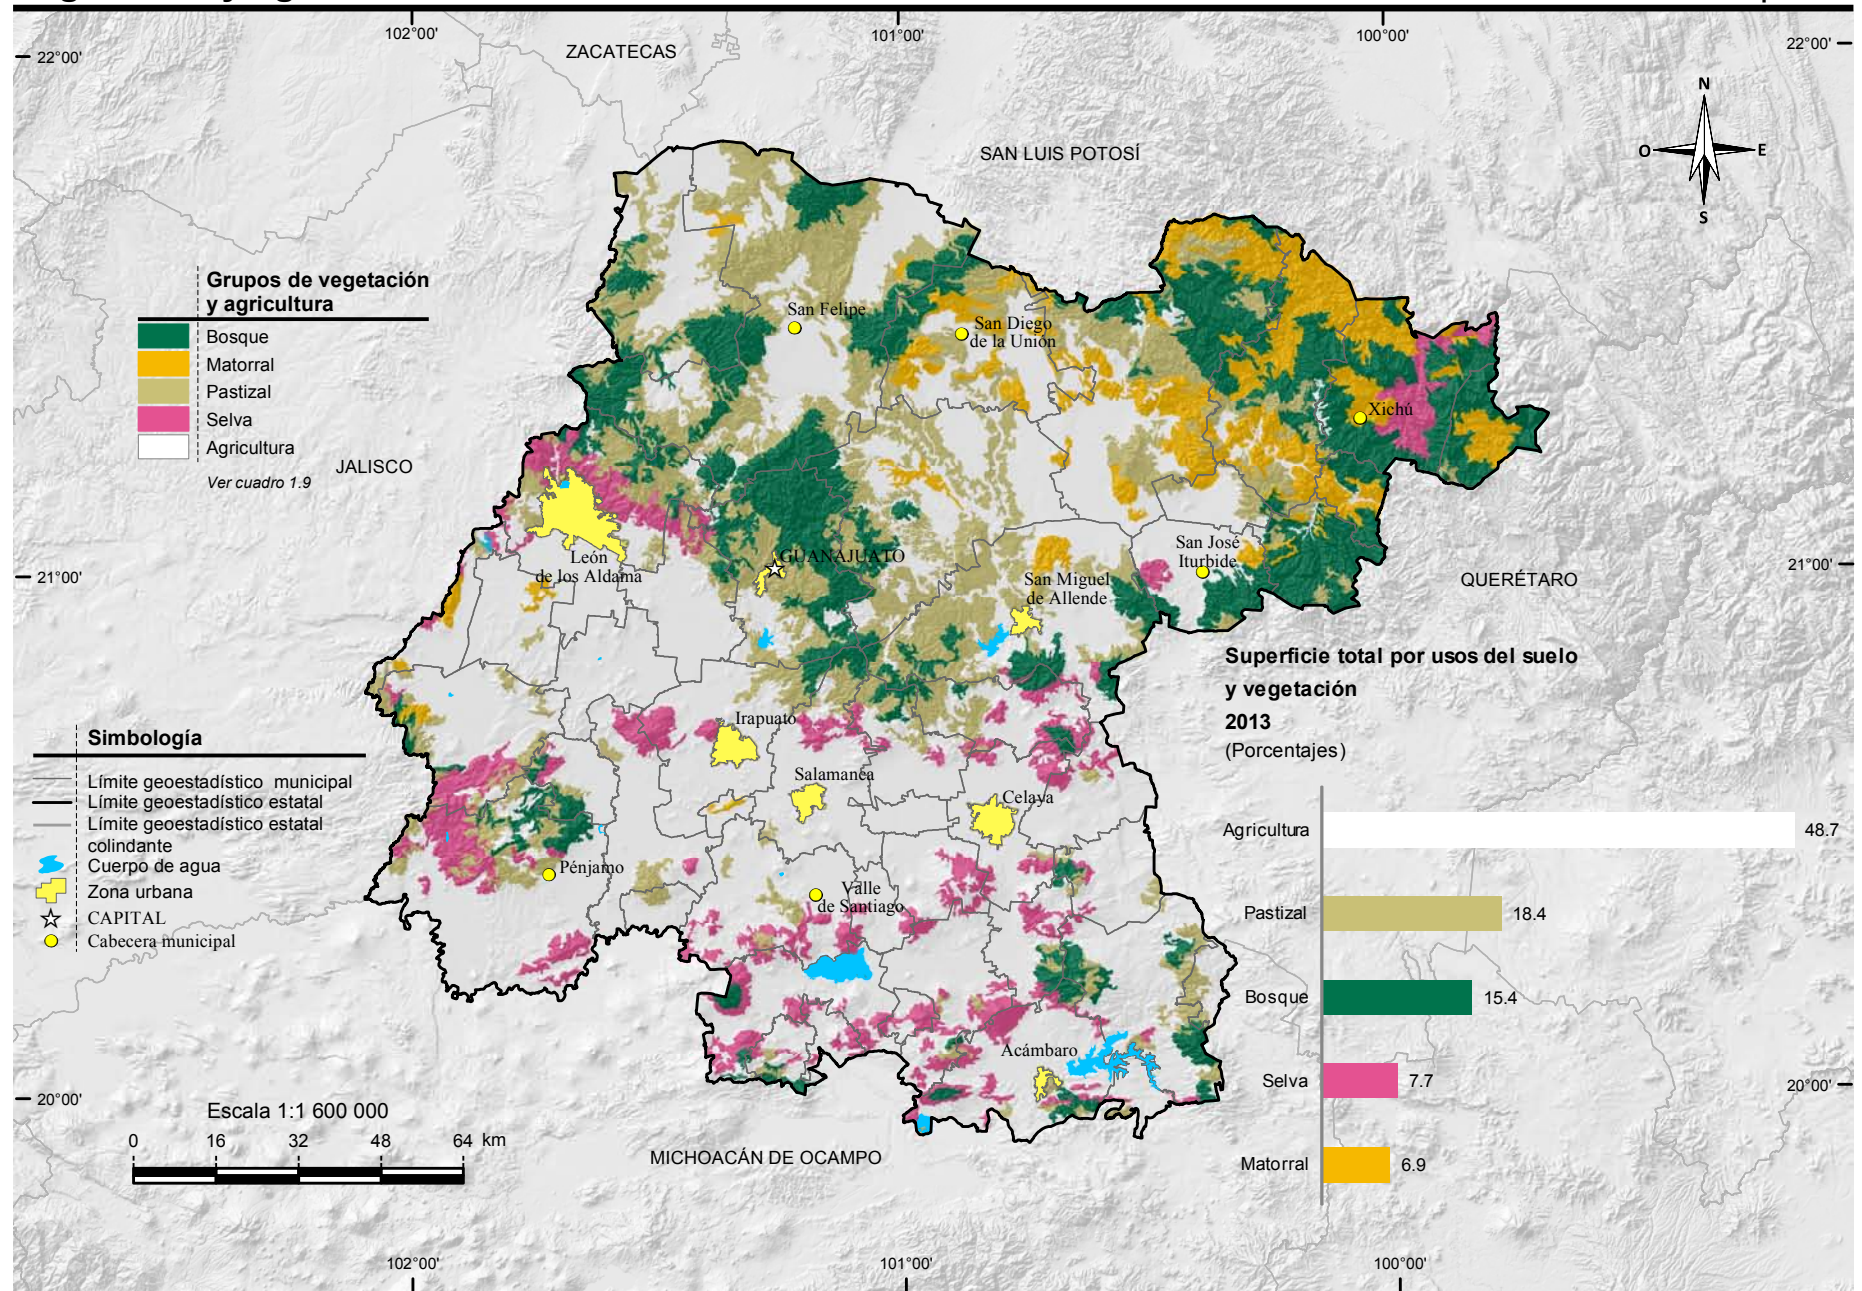 102°00'
101°00'
100°00'
22°00'
22°00'
ZACATECAS
SAN LUIS POTOSÍ
N
O
E
S
Grupos de vegetación
y agricultura
Bosque
Matorral
Pastizal
Selva
Agricultura
Ver cuadro 1.9
JALISCO
San Felipe
San Diego
de la Unión
Xichú
León
de los Aldama
GUANAJUATO
San José
Iturbide
San Miguel
de Allende
21°00'
21°00'
QUERÉTARO
Superficie total por usos del suelo
y vegetación
2013
(Porcentajes)
Irapuato
Salamanca
Celaya
Pénjamo
Valle
de Santiago
Acámbaro
Simbología
Límite geoestadístico municipal
Límite geoestadístico estatal
Límite geoestadístico estatal
colindante
Cuerpo de agua
Zona urbana
CAPITAL
Cabecera municipal
Agricultura 48.7
Pastizal 18.4
Bosque 15.4
Selva 7.7
Matorral 6.9
20°00'
20°00'
Escala 1:1 600 000
0 16 32 48 64 km
MICHOACÁN DE OCAMPO
102°00'
101°00'
100°00'